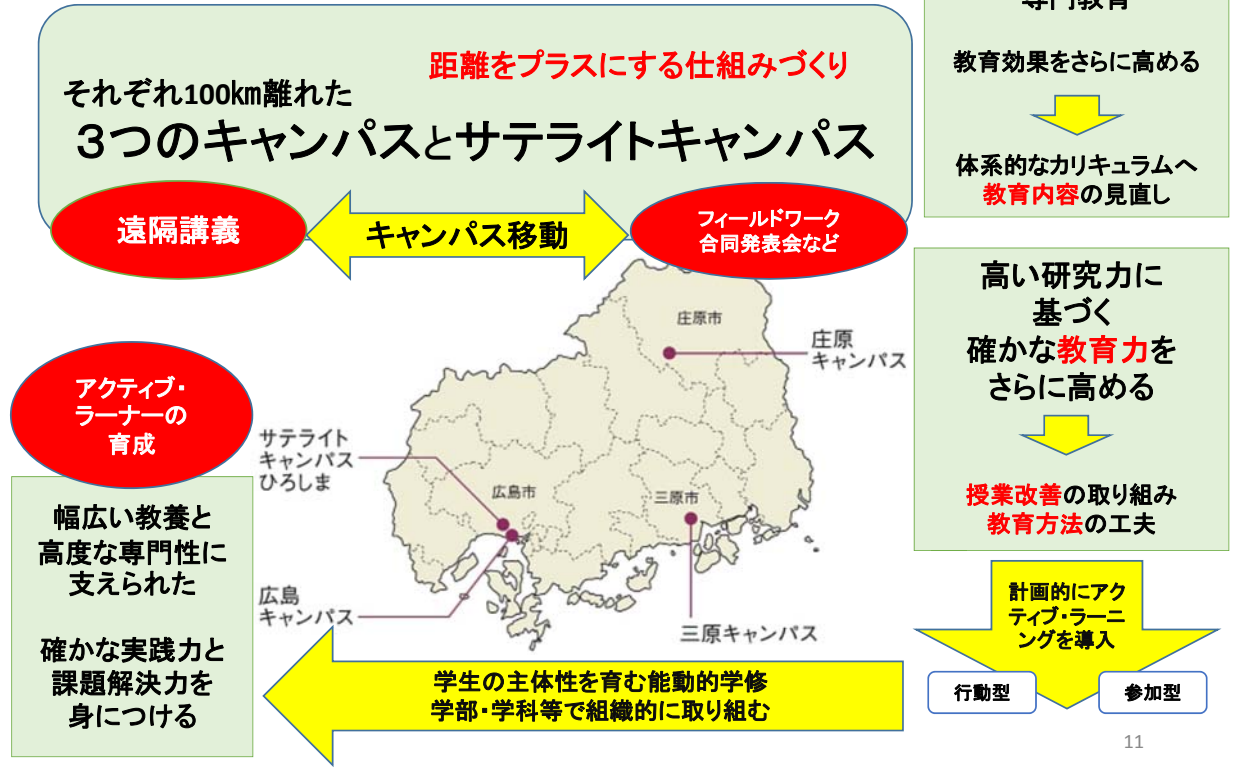 距離をプラスにする仕組みづくり
それぞれ100km離れた
３つのキャンパスとサテライトキャンパス
遠隔講義
キャンパス移動
フィールドワーク
合同発表会など
専門教育
教育効果をさらに高める
体系的なカリキュラムへ
教育内容の見直し
高い研究力に
基づく
確かな教育力を
さらに高める
授業改善の取り組み
教育方法の工夫
計画的にアク
ティブ・ラーニ
ングを導入
行動型
参加型
庄原市
庄原
キャンパス
サテライト
キャンパス
ひろしま
広島市
三原市
広島
キャンパス
三原キャンパス
アクティブ・
ラーナーの
育成
幅広い教養と
高度な専門性に
支えられた
確かな実践力と
課題解決力を
身につける
学生の主体性を育む能動的学修
学部・学科等で組織的に取り組む
11